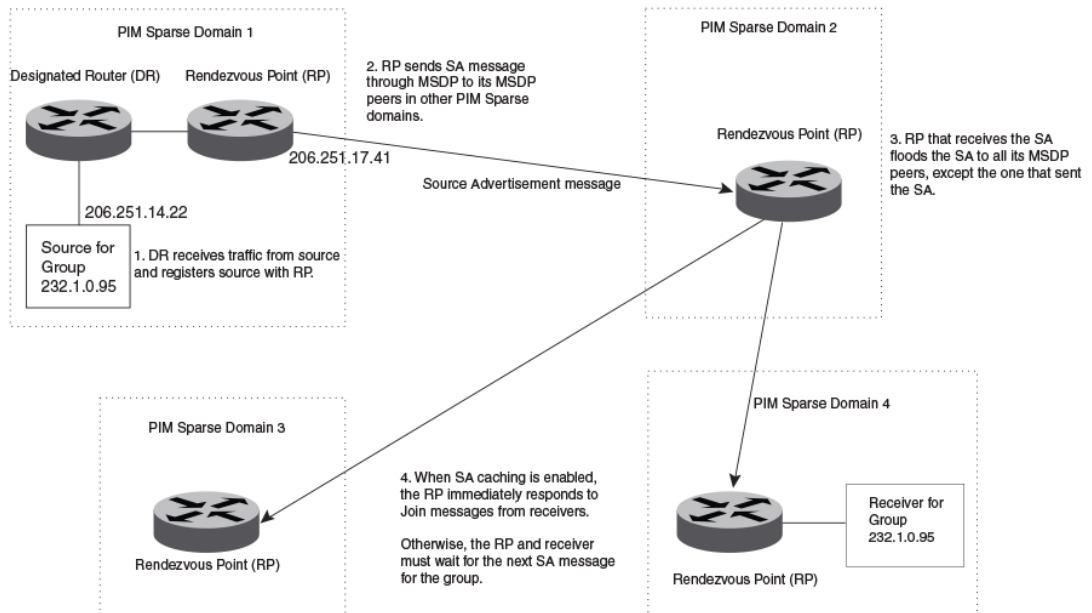 PIM Sparse Domain 1
Designated Router (DR)
Rendezvous Point (RP)
206.251.17.41
206.251.14.22
Source for
Group
232.1.0.95
1. DR receives traffic from source
and registers source with RP.
2. RP sends SA message
through MSDP to its MSDP
peers in other PIM Sparse
domains.
Source Advertisement message
PIM Sparse Domain 2
Rendezvous Point (RP)
3. RP that receives the SA
floods the SA to all its MSDP
peers, except the one that sent
the SA.
PIM Sparse Domain 3
Rendezvous Point (RP)
4. When SA caching is enabled,
the RP immediately responds to
Join messages from receivers.
Otherwise, the RP and receiver
must wait for the next SA message
for the group.
PIM Sparse Domain 4
Rendezvous Point (RP)
Receiver for
Group
232.1.0.95